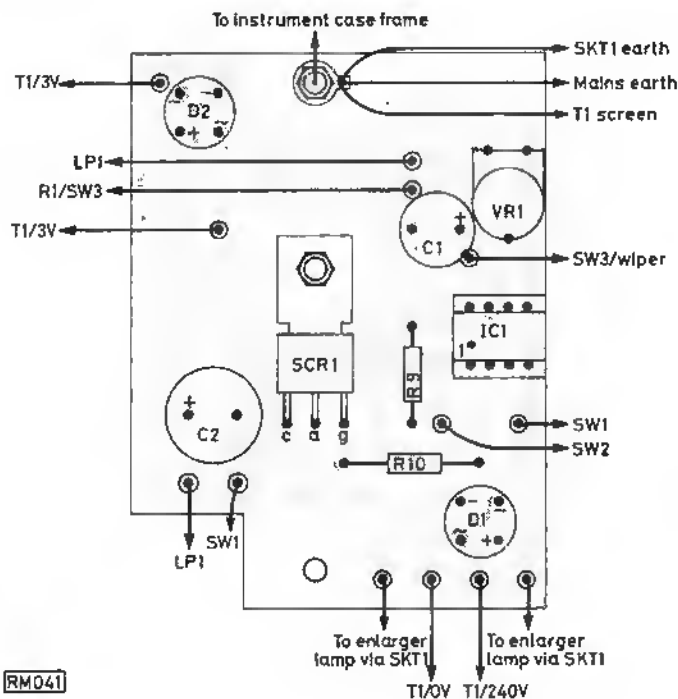 To instrument case frame
SKT1 earth
T1/3V
Mains earth
D2
T1 screen
LP1
R1/SW3
VR1
C1
T1/3V
SW3/wiper
IC1
1
SCR1
R9
C2
c a g
SW1
SW2
R10
D1
LP1
SW1
To enlarger
lamp via SKT1
To enlarger
lamp via SKT1
T1/0V
T1/240V
RM041